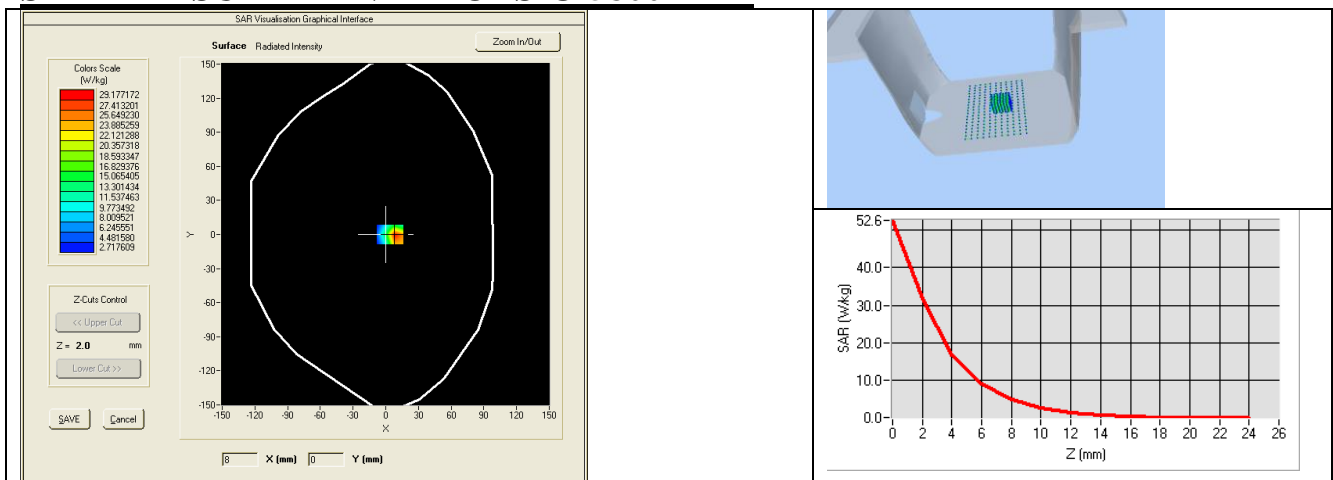 SAR Visualisation Graphical Interface
Surface Radiated Intensity
Zoom In/Out
Colors Scale
(W/kg)
29.177172
27.413201
25.649230
23.885259
22.121288
20.357318
18.593347
16.829376
15.065405
13.301434
11.537463
9.773492
8.009521
6.245551
4.481580
2.717609
Z-Cuts Control
<< Upper Cut
Z = 2.0 mm
Lower Cut >>
SAVE Cancel
150-
120-
90-
60-
30-
0-
-30-
-60-
-90-
-120-
-150-
Y
-150 -120 -90 -60 -30 0 30 60 90 120 150
X
8 X (mm) 0 Y (mm)
52.6-
40.0-
30.0-
20.0-
10.0-
0.0-
SAR (W/kg)
0 2 4 6 8 10 12 14 16 18 20 22 24 26
Z (mm)